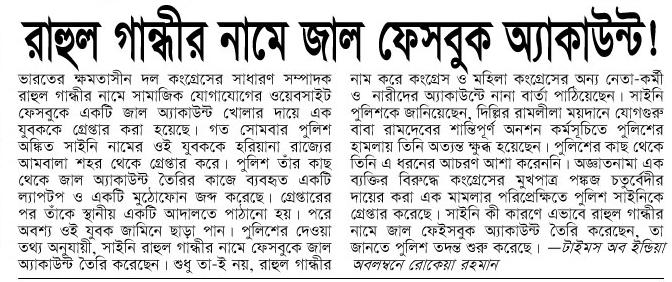 রাহুল গান্ধীর নামে জাল ফেসবুক অ্যাকাউন্ট!
ভারতের ক্ষমতাসীন দল কংগ্রেসের সাধারণ সম্পাদক
রাহুল গান্ধীর নামে সামাজিক যোগাযোগের ওয়েবসাইট
ফেসবুকে একটি জাল অ্যাকাউন্ট খোলার দায়ে এক
যুবককে গ্রেপ্তার করা হয়েছে। গত সোমবার পুলিশ
অঙ্কিত সাইনি নামের ওই যুবককে হরিয়ানা রাজ্যের
আমবালা শহর থেকে গ্রেপ্তার করে। পুলিশ তাঁর কাছ
থেকে জাল অ্যাকাউন্ট তৈরির কাজে ব্যবহৃত একটি
ল্যাপটপ ও একটি মুঠোফোন জব্দ করেছে। গ্রেপ্তারের
পর তাঁকে স্থানীয় একটি আদালতে পাঠানো হয়। পরে
অবশ্য ওই যুবক জামিনে ছাড়া পান। পুলিশের দেওয়া
তথ্য অনুযায়ী, সাইনি রাহুল গান্ধীর নামে ফেসবুকে জাল
অ্যাকাউন্ট তৈরি করেছেন। শুধু তা-ই নয়, রাহুল গান্ধীর
নাম করে কংগ্রেস ও মহিলা কংগ্রেসের অন্য নেতা-কর্মী
ও নারীদের অ্যাকাউন্টে নানা বার্তা পাঠিয়েছেন। সাইনি
পুলিশকে জানিয়েছেন, দিল্লির রামলীলা ময়দানে যোগগুরু
বাবা রামদেবের শান্তিপূর্ণ অনশন কর্মসূচিতে পুলিশের
হামলায় তিনি অত্যন্ত ক্ষুব্ধ হয়েছেন। পুলিশের কাছ থেকে
তিনি এ ধরনের আচরণ আশা করেননি। অজ্ঞাতনামা এক
ব্যক্তির বিরুদ্ধে কংগ্রেসের মুখপাত্র পঙ্কজ চতুর্বেদীর
দায়ের করা এক মামলার পরিপ্রেক্ষিতে পুলিশ সাইনিকে
গ্রেপ্তার করেছে। সাইনি কী কারণে এভাবে রাহুল গান্ধীর
নামে জাল ফেইসবুক অ্যাকাউন্ট তৈরি করেছেন, তা
জানতে পুলিশ তদন্ত শুরু করেছে। —টাইমস অব ইন্ডিয়া
অবলম্বনে রোকেয়া রহমান